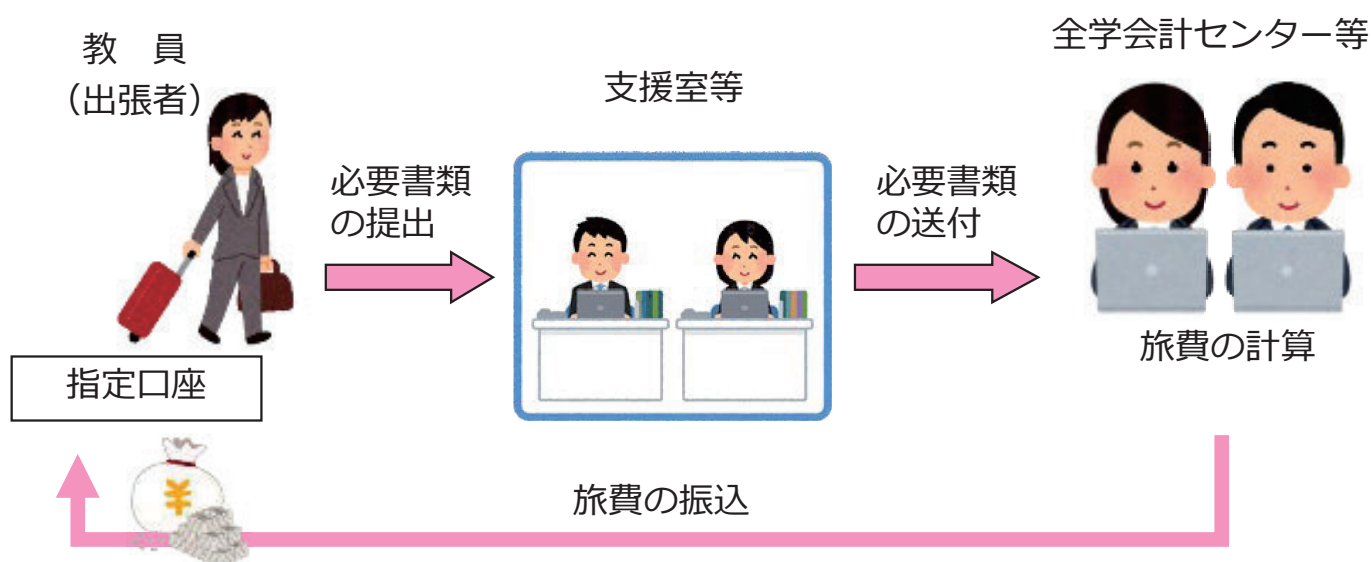 教　員
（出張者）
必要書類
の提出
支援室等
必要書類
の送付
全学会計センター等
旅費の計算
指定口座
¥
旅費の振込